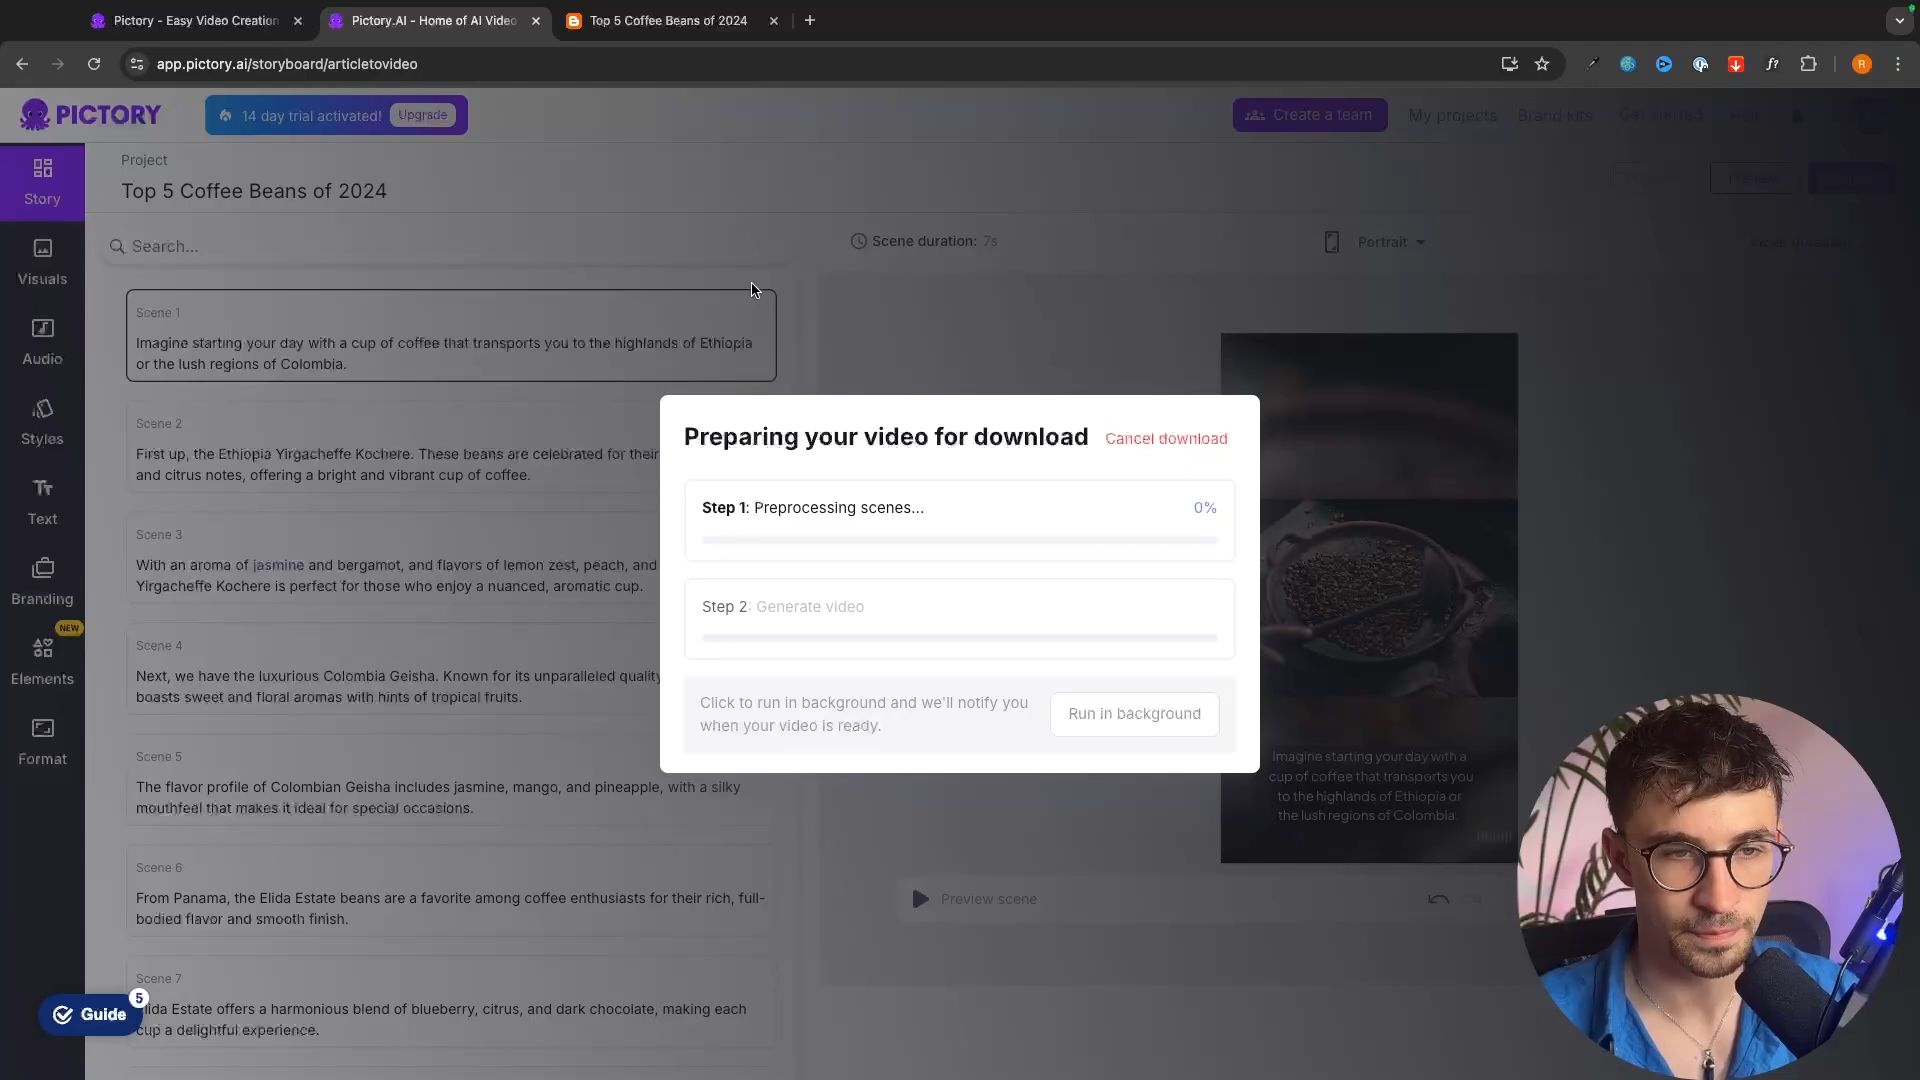 Pictory - Easy Video Creation
Pictory.AI - Home of AI Video
Top 5 Coffee Beans of 2024
app.pictory.ai/storyboard/articletovideo
R
PICTORY
14 day trial activated!
Upgrade
Create a team
My projects
Brand kits
Get started
Story
Visuals
Audio
Styles
Text
Branding
NEW
Elements
Format
Project
Top 5 Coffee Beans of 2024
Search...
Scene duration: 7s
Portrait
Scene 1
Imagine starting your day with a cup of coffee that transports you to the highlands of Ethiopia
or the lush regions of Colombia.
Scene 2
First up, the Ethiopia Yirgacheffe Kochere. These beans are celebrated for their
and citrus notes, offering a bright and vibrant cup of coffee.
Scene 3
With an aroma of jasmine and bergamot, and flavors of lemon zest, peach, and
Yirgacheffe Kochere is perfect for those who enjoy a nuanced, aromatic cup.
Scene 4
Next, we have the luxurious Colombia Geisha. Known for its unparalleled quality
boasts sweet and floral aromas with hints of tropical fruits.
Scene 5
The flavor profile of Colombian Geisha includes jasmine, mango, and pineapple, with a silky
mouthfeel that makes it ideal for special occasions.
Scene 6
From Panama, the Elida Estate beans are a favorite among coffee enthusiasts for their rich, full-
bodied flavor and smooth finish.
Scene 7
Elida Estate offers a harmonious blend of blueberry, citrus, and dark chocolate, making each
cup a delightful experience.
Guide
5
Preparing your video for download
Cancel download
Step 1: Preprocessing scenes...
0%
Step 2: Generate video
Click to run in background and we'll notify you
when your video is ready.
Run in background
Imagine starting your day with a
cup of coffee that transports you
to the highlands of Ethiopia or
the lush regions of Colombia.
Preview scene